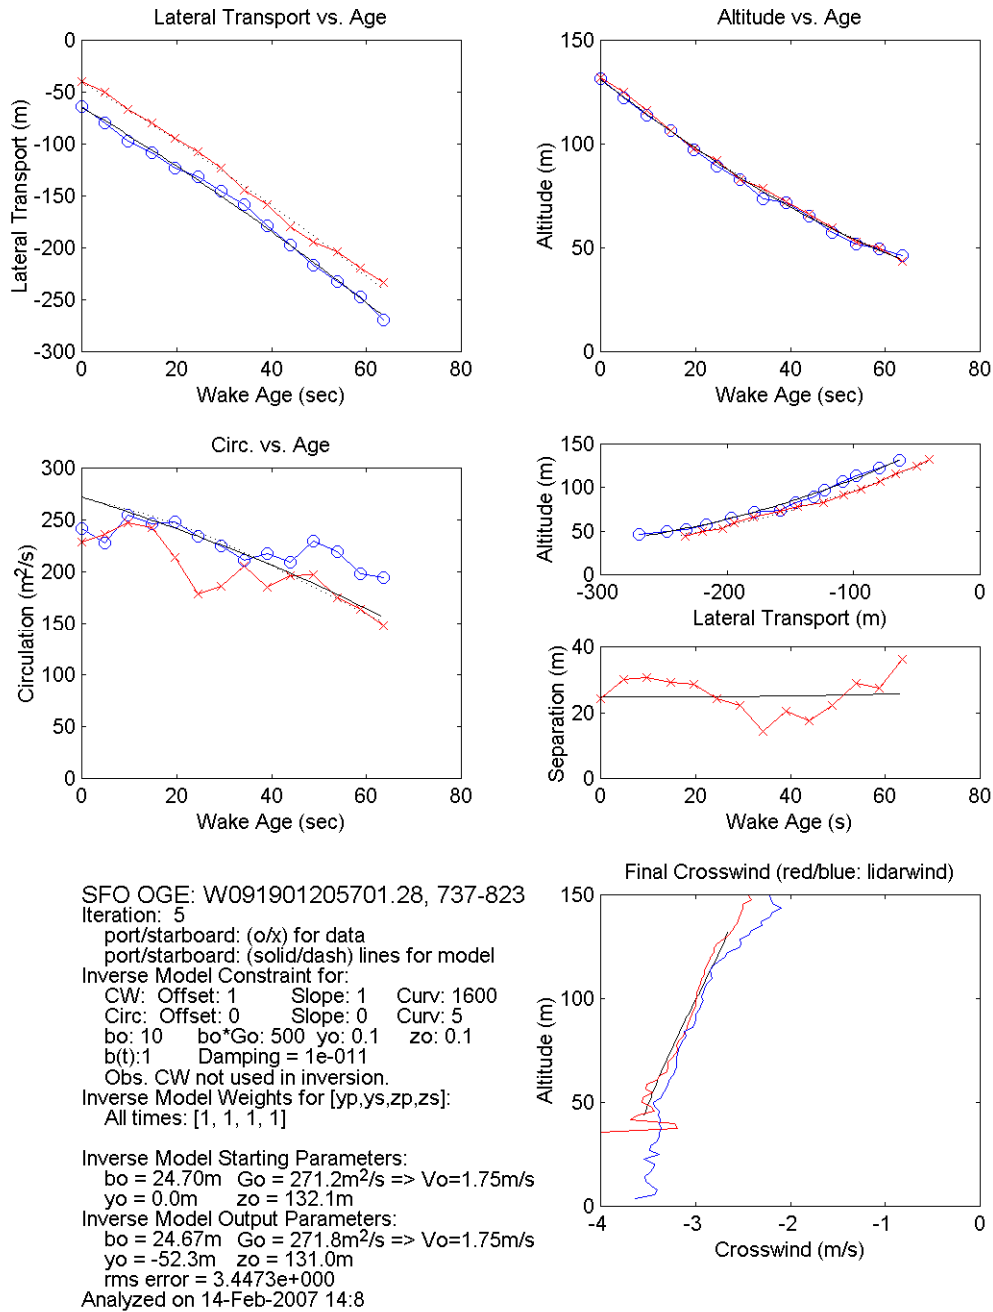 Lateral Transport vs. Age
0
-50
-100
-150
-200
-250
-300
Lateral Transport (m)
0 20 40 60 80
Wake Age (sec)
Altitude vs. Age
150
100
50
0
Altitude (m)
0 20 40 60 80
Wake Age (sec)
Circ. vs. Age
300
250
200
150
100
50
0
Circulation (m²/s)
0 20 40 60 80
Wake Age (sec)
150
100
50
0
Altitude (m)
-300 -200 -100 0
Lateral Transport (m)
40
20
0
Separation (m)
0 20 40 60 80
Wake Age (s)
SFO OGE: W091901205701.28, 737-823
Iteration: 5
port/starboard: (o/x) for data
port/starboard: (solid/dash) lines for model
Inverse Model Constraint for:
CW: Offset: 1 Slope: 1 Curv: 1600
Circ: Offset: 0 Slope: 0 Curv: 5
bo: 10 bo*Go: 500 yo: 0.1 zo: 0.1
b(t):1 Damping = 1e-011
Obs. CW not used in inversion.
Inverse Model Weights for [yp,ys,zp,zs]:
All times: [1, 1, 1, 1]
Inverse Model Starting Parameters:
bo = 24.70m Go = 271.2m²/s => Vo=1.75m/s
yo = 0.0m zo = 132.1m
Inverse Model Output Parameters:
bo = 24.67m Go = 271.8m²/s => Vo=1.75m/s
yo = -52.3m zo = 131.0m
rms error = 3.4473e+000
Analyzed on 14-Feb-2007 14:8
Final Crosswind (red/blue: lidarwind)
150
100
50
0
Altitude (m)
-4 -3 -2 -1 0
Crosswind (m/s)